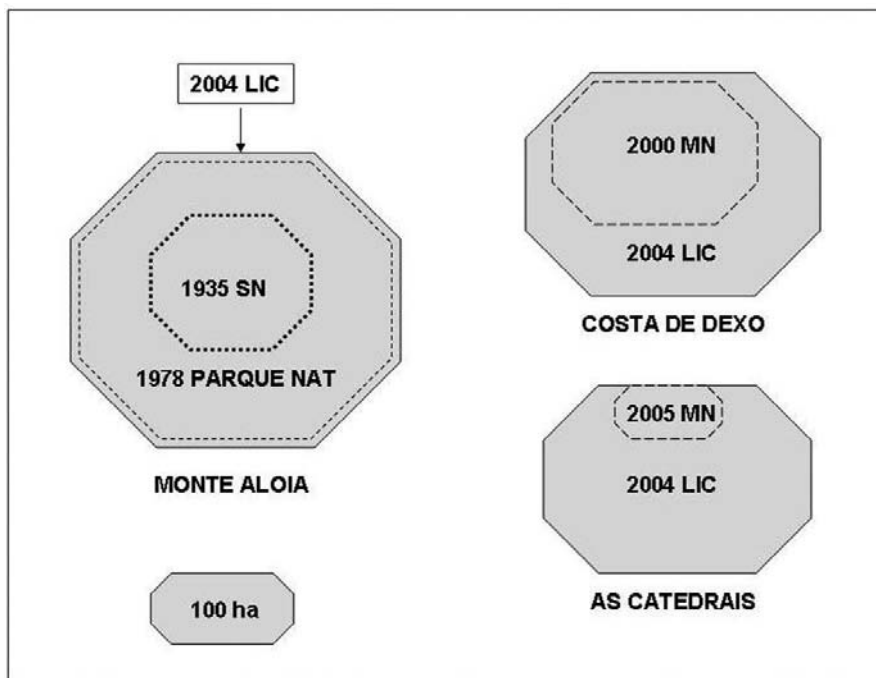 2004 LIC
1935 SN
1978 PARQUE NAT
MONTE ALOIA
100 ha
2000 MN
2004 LIC
COSTA DE DEXO
2005 MN
2004 LIC
AS CATEDRAIS